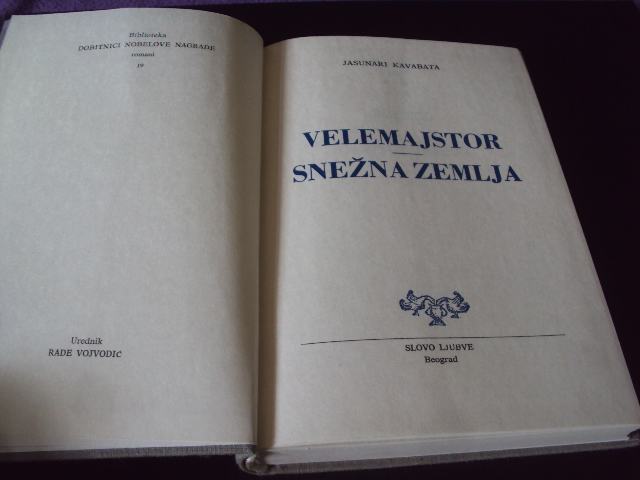 Biblioteka
DOBITNICI NOBELOVE NAGRADE
romani
19
Urednik
RADE VOJVODIĆ
JASUNARI KAVABATA
VELEMAJSTOR
SNEŽNA ZEMLJA
SLOVO LJUBVE
Beograd